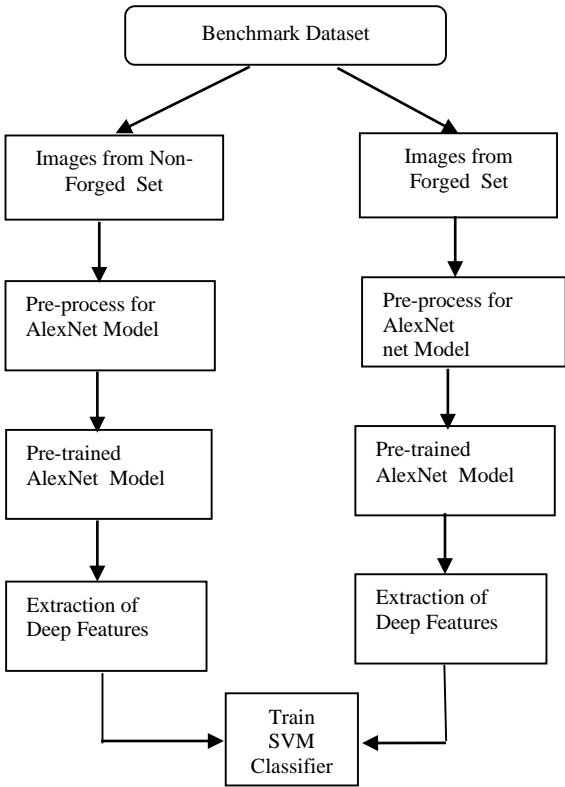 Benchmark Dataset
Images from Non-
Forged Set
Images from
Forged Set
Pre-process for
AlexNet Model
Pre-process for
AlexNet
net Model
Pre-trained
AlexNet Model
Pre-trained
AlexNet Model
Extraction of
Deep Features
Extraction of
Deep Features
Train
SVM
Classifier